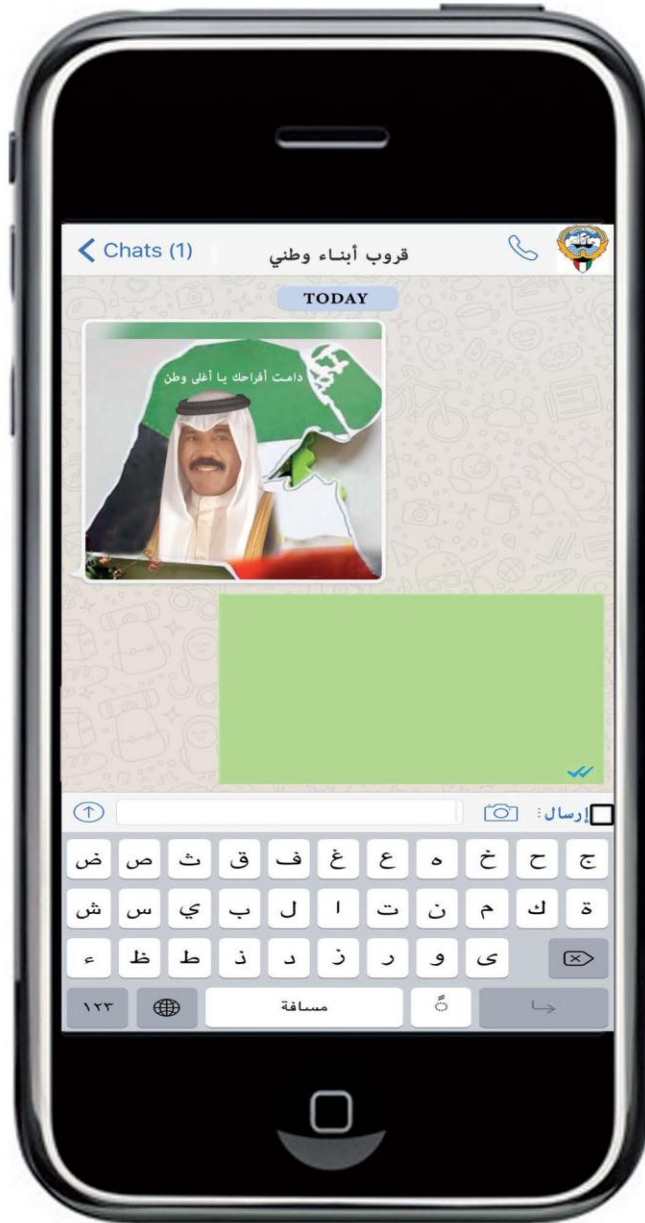 Chats (1) قروب أبناء وطني
TODAY
دامت أفراحك يا أغلى وطن
إرسال
ض ص ث ق ف غ ع ه خ ح ج
ش س ي ب ل ا ت ن م ك ة
ء ظ ط ذ د ز ر و ى
١٢٣ مسافة